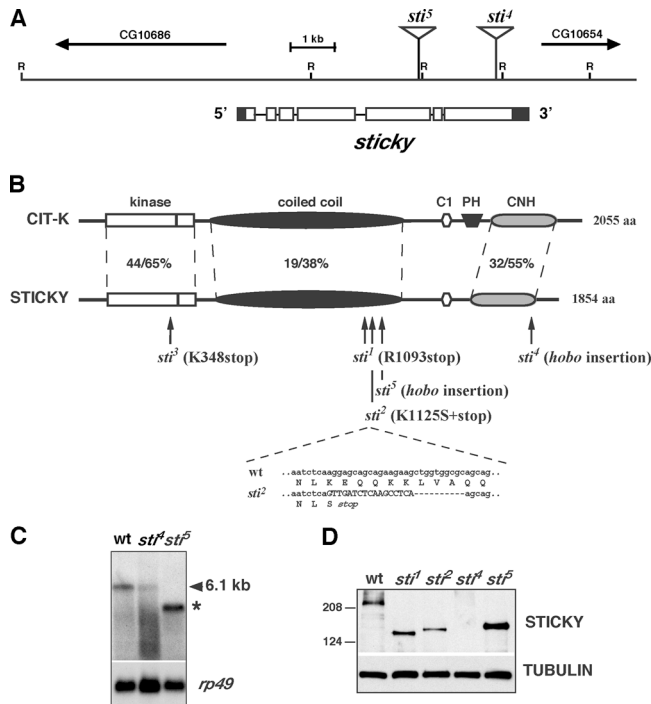 A
sti5 sti4
CG10686 1 kb CG10654
R R R R R
5' 3'
sticky
B
kinase coiled coil C1 PH CNH
CIT-K 2055 aa
44/65% 19/38% 32/55%
STICKY 1854 aa
sti3 (K348stop) sti1 (R1093stop) sti4 (hobo insertion)
sti5 (hobo insertion)
sti2 (K1125S+stop)
wt ..aatctcaaggagcagcagaagaagctggtggcgcagcag..
N L K E Q Q K K L V A Q Q
sti2 ..aatctcaGTTGATCTCAAGCCTCA----------agcag..
N L S stop
C
wt sti4 sti5
6.1 kb
*
rp49
D
wt sti1 sti2 sti4 sti5
208
STICKY
124
TUBULIN